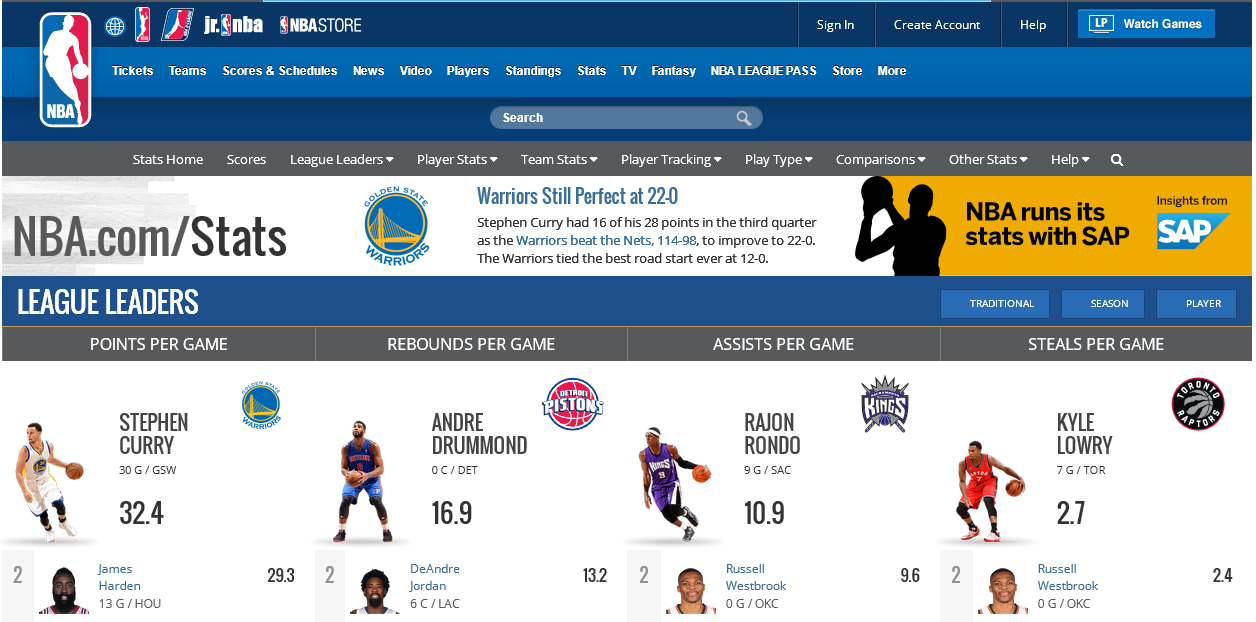 jr.nba
NBASTORE
Sign In
Create Account
Help
LP
Watch Games
NBA
Tickets
Teams
Scores & Schedules
News
Video
Players
Standings
Stats
TV
Fantasy
NBA LEAGUE PASS
Store
More
Search
Stats Home
Scores
League Leaders
Player Stats
Team Stats
Player Tracking
Play Type
Comparisons
Other Stats
Help
NBA.com/Stats
GOLDEN STATE
WARRIORS
Warriors Still Perfect at 22-0
Stephen Curry had 16 of his 28 points in the third quarter
as the Warriors beat the Nets, 114-98, to improve to 22-0.
The Warriors tied the best road start ever at 12-0.
NBA runs its
stats with SAP
Insights from
SAP
LEAGUE LEADERS
TRADITIONAL
SEASON
PLAYER
POINTS PER GAME
REBOUNDS PER GAME
ASSISTS PER GAME
STEALS PER GAME
GOLDEN STATE
WARRIORS
STEPHEN
CURRY
30 G / GSW
32.4
DETROIT
PISTONS
ANDRE
DRUMMOND
0 C / DET
16.9
KINGS
RAJON
RONDO
9 G / SAC
10.9
TORONTO
RAPTORS
KYLE
LOWRY
7 G / TOR
2.7
2
James
Harden
13 G / HOU
29.3
2
DeAndre
Jordan
6 C / LAC
13.2
2
Russell
Westbrook
0 G / OKC
9.6
2
Russell
Westbrook
0 G / OKC
2.4